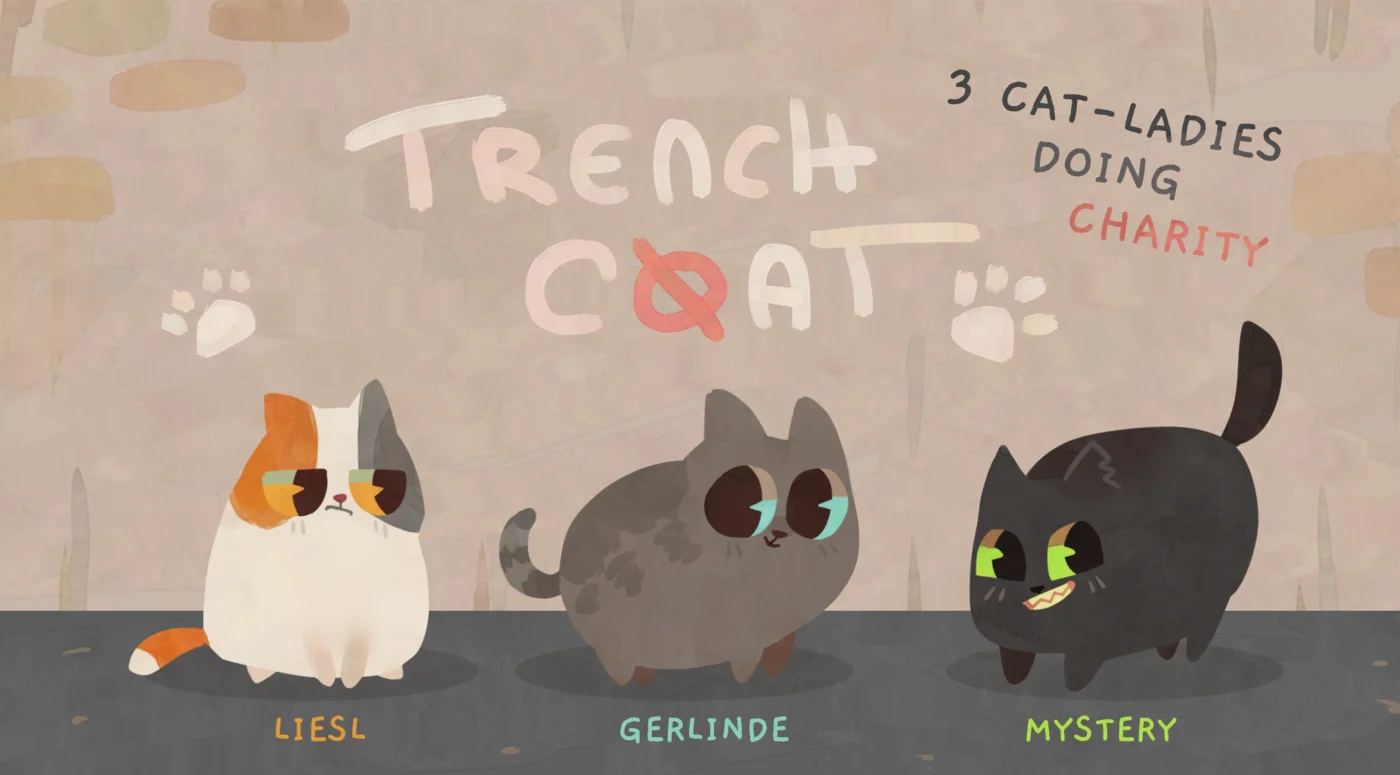 TRENCH
COAT
3 CAT-LADIES
DOING
CHARITY
LIESL
GERLINDE
MYSTERY